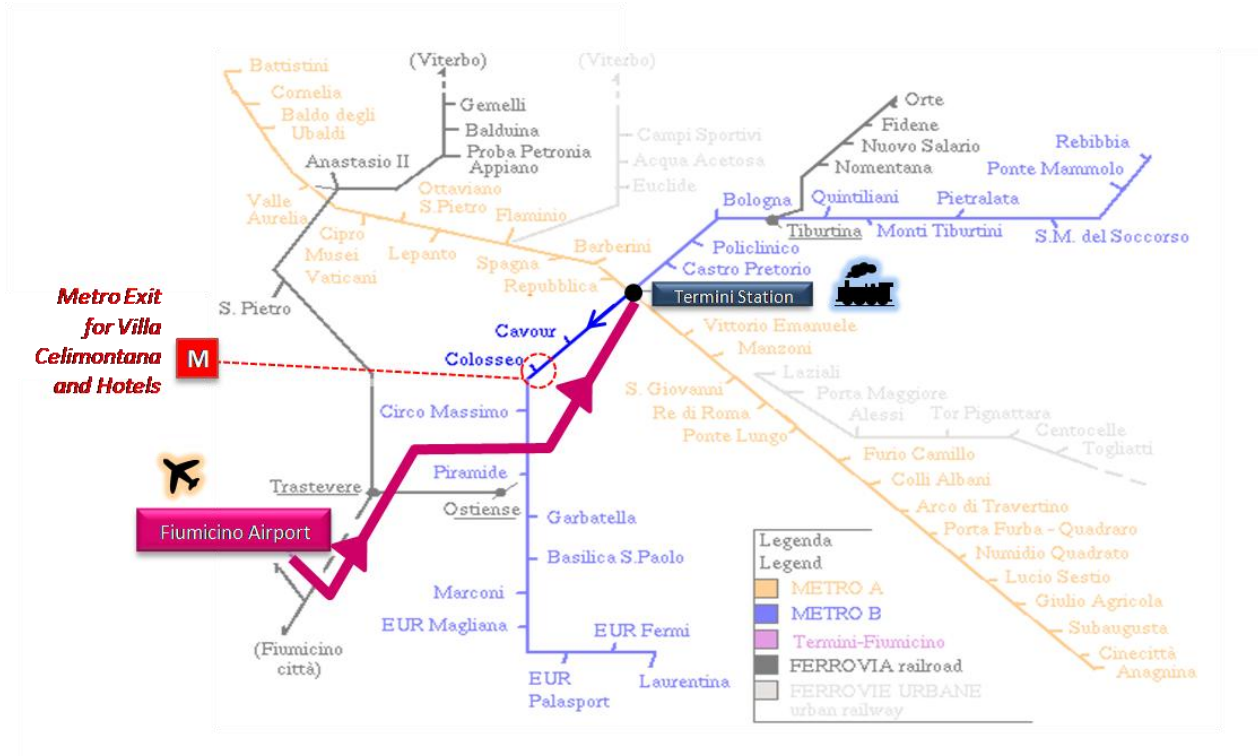 (Viterbo)
(Viterbo)
Battistini
Cornelia
Baldo degli
Ubaldi
Gemelli
Balduina
Proba Petronia
Appiano
Anastasio II
Campi Sportivi
Acqua Acetosa
Euclide
Orte
Fidene
Nuovo Salario
Nomentana
Rebibbia
Ponte Mammolo
Valle
Aurelia
Ottaviano
S.Pietro
Flaminio
Cipro
Musei
Vaticani
Lepanto
Spagna
Barberini
Repubblica
Bologna
Quintiliani
Pietralata
Tiburtina
Monti Tiburtini
S.M. del Soccorso
Policlinico
Castro Pretorio
Termini Station
S. Pietro
Metro Exit
for Villa
Celimontana
and Hotels
M
Cavour
Colosseo
Vittorio Emanuele
Manzoni
S. Giovanni
Re di Roma
Ponte Lungo
Laziali
Porta Maggiore
Alessi
Tor Pignattara
Centocelle
Togliatti
Circo Massimo
Piramide
Furio Camillo
Colli Albani
Arco di Travertino
Porta Furba - Quadraro
Numidio Quadrato
Lucio Sestio
Giulio Agricola
Subaugusta
Cinecittà
Anagnina
Trastevere
Ostiense
Fiumicino Airport
Garbatella
Basilica S.Paolo
Marconi
EUR Magliana
EUR Fermi
EUR
Palasport
Laurentina
(Fiumicino
città)
Legenda
Legend
METRO A
METRO B
Termini-Fiumicino
FERROVIA railroad
FERROVIE URBANE
urban railway